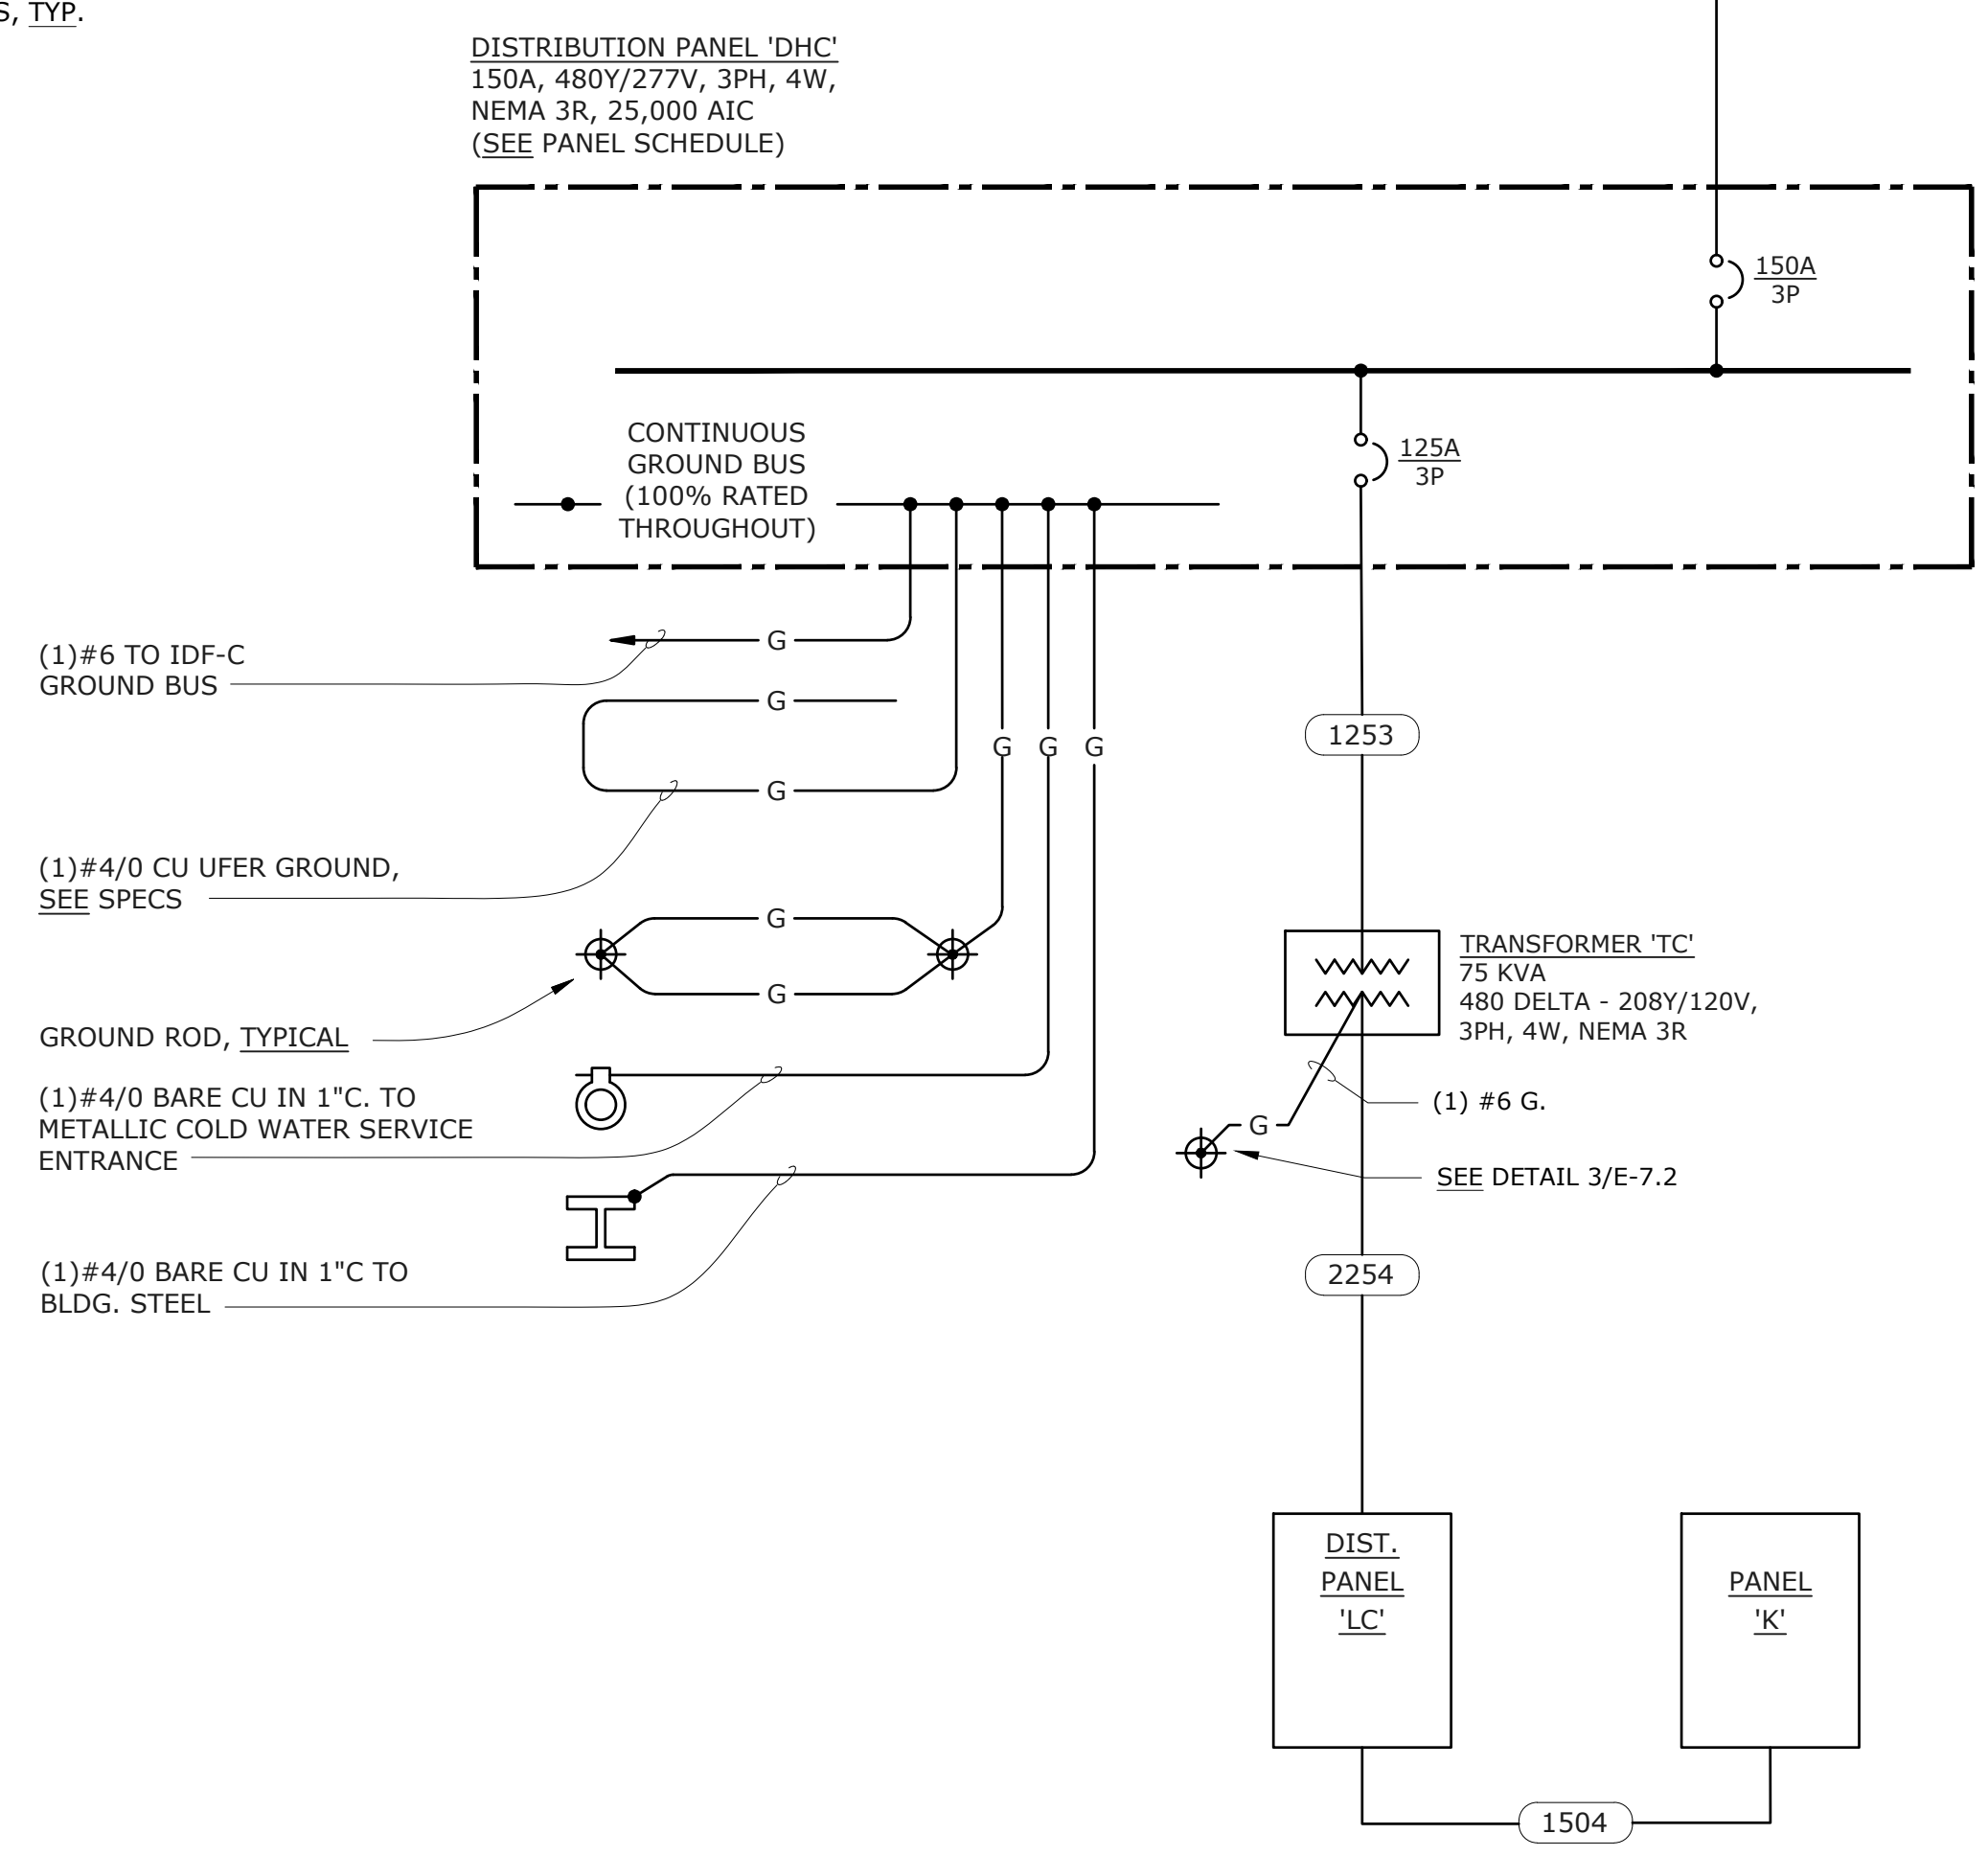 S, TYP.
DISTRIBUTION PANEL 'DHC'
150A, 480Y/277V, 3PH, 4W,
NEMA 3R, 25,000 AIC
(SEE PANEL SCHEDULE)
150A
3P
CONTINUOUS
GROUND BUS
(100% RATED
THROUGHOUT)
125A
3P
(1)#6 TO IDF-C
GROUND BUS
G
G
G
G
G
G
1253
(1)#4/0 CU UFER GROUND,
SEE SPECS
G
G
GROUND ROD, TYPICAL
TRANSFORMER 'TC'
75 KVA
480 DELTA - 208Y/120V,
3PH, 4W, NEMA 3R
(1)#4/0 BARE CU IN 1"C. TO
METALLIC COLD WATER SERVICE
ENTRANCE
(1) #6 G.
G
SEE DETAIL 3/E-7.2
(1)#4/0 BARE CU IN 1"C TO
BLDG. STEEL
2254
DIST.
PANEL
'LC'
PANEL
'K'
1504